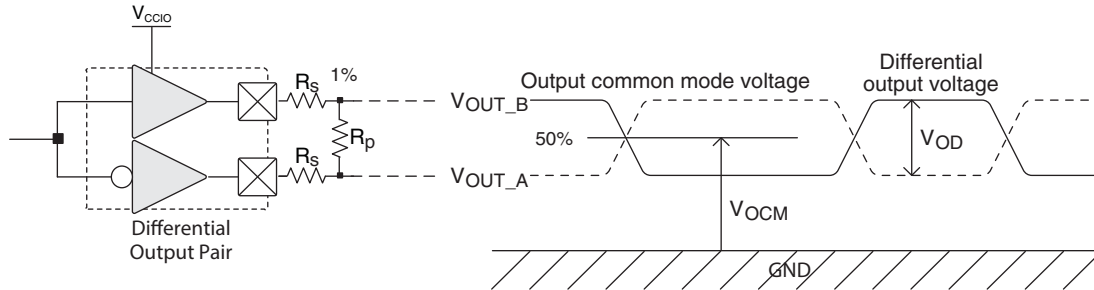 V_CCIO
R_S
1%
R_p
R_S
Differential
Output Pair
Output common mode voltage
Differential
output voltage
V_OUT_B
50%
V_OD
V_OUT_A
V_OCM
GND